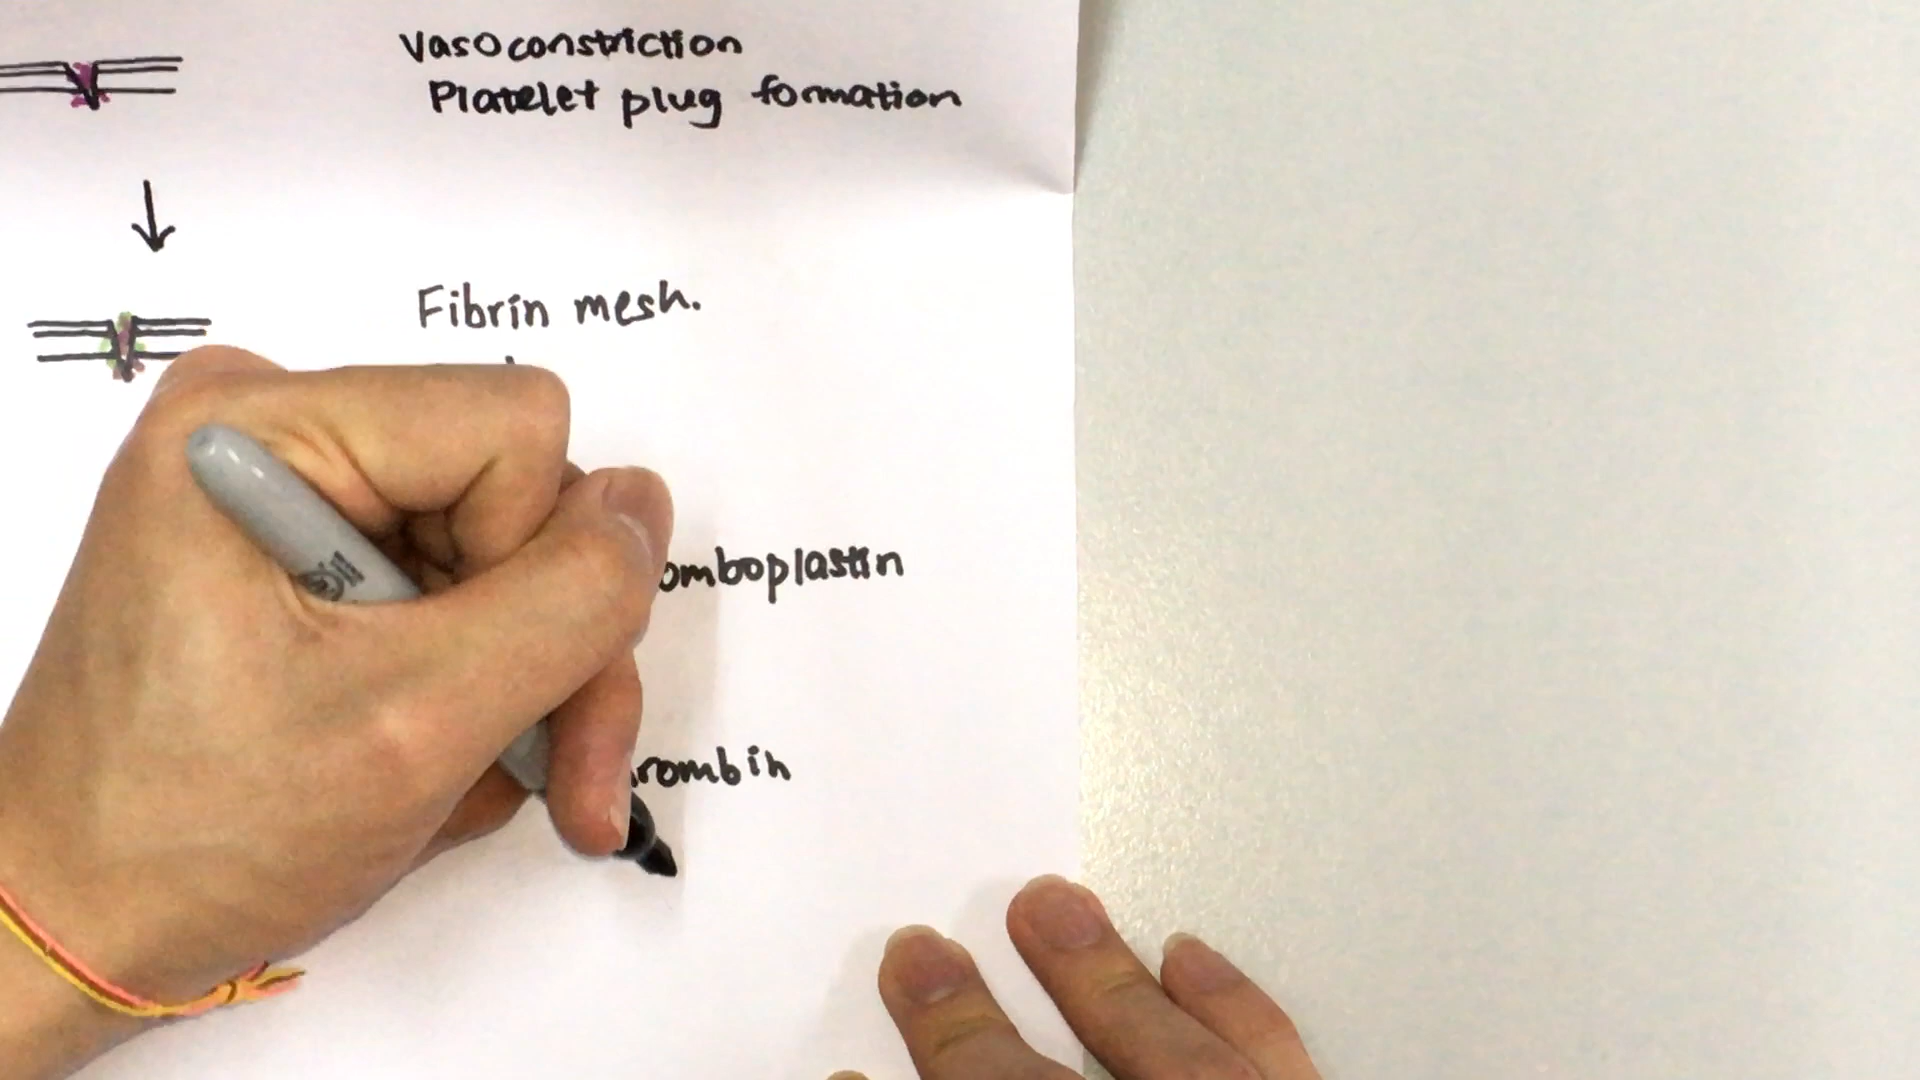 Vasoconstriction
Platelet plug formation
Fibrin mesh.
omboplastin
rombin